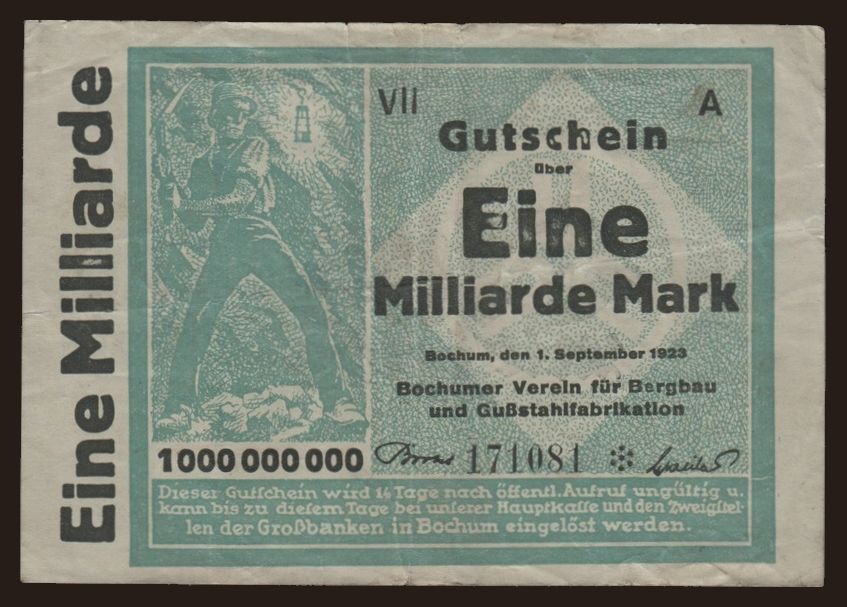 Eine Milliarde
VII A
Gutschein
über
Eine
Milliarde Mark
Bochum, den 1. September 1923
Bochumer Verein für Bergbau
und Gußstahlfabrikation
1000 000 000
171081 *
Dieser Gutschein wird 14 Tage nach öffentl. Aufruf ungültig u.
kann bis zu diesem Tage bei unserer Hauptkasse und den Zweigstel-
len der Großbanken in Bochum eingelöst werden.